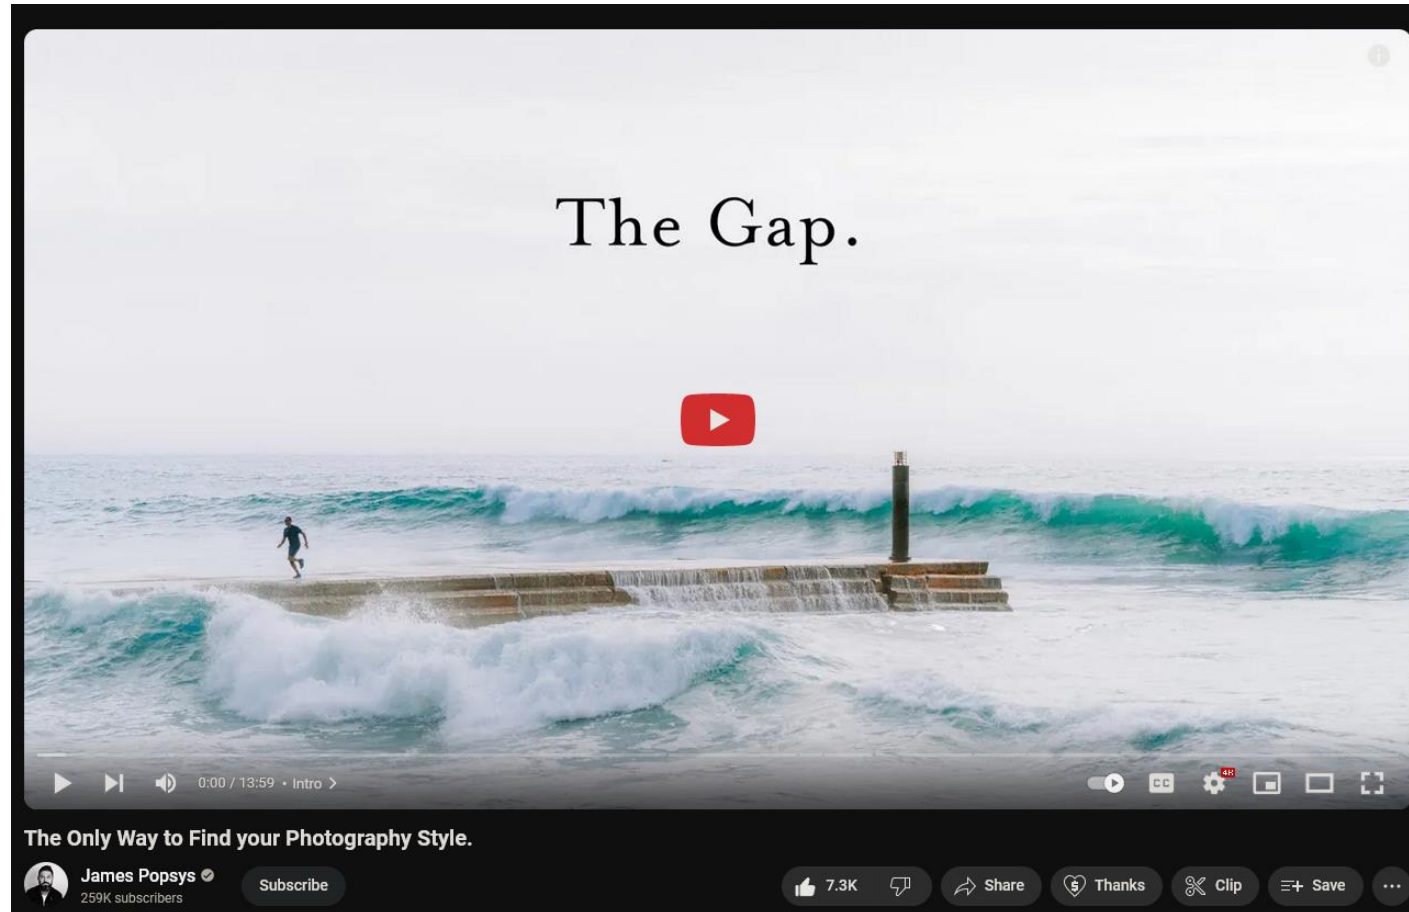 The Gap.
4K
0:00 / 13:59 • Intro >
CC
The Only Way to Find your Photography Style.
James Popsys
259K subscribers
Subscribe
7.3K
Share
Thanks
Clip
Save